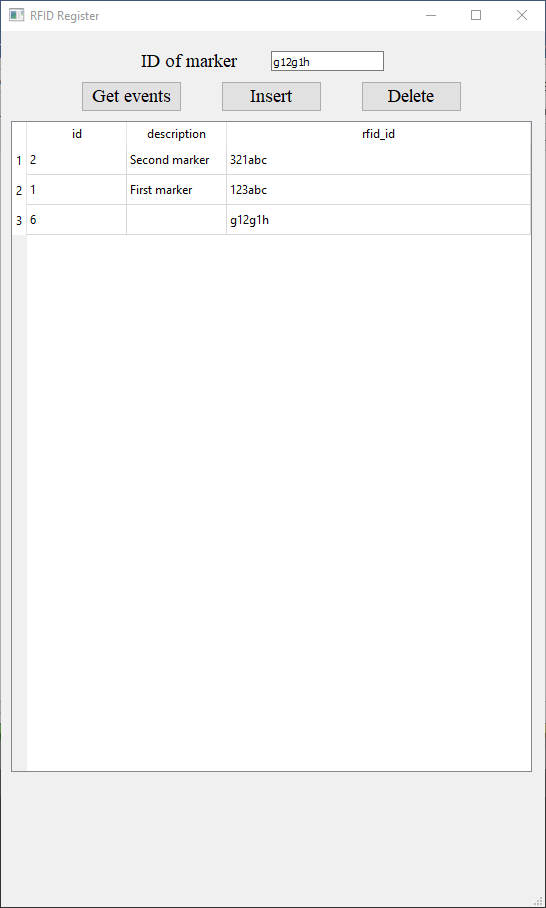 RFID Register
ID of marker g12g1h
Get events Insert Delete
id description rfid_id
1 2 Second marker 321abc
2 1 First marker 123abc
3 6 g12g1h